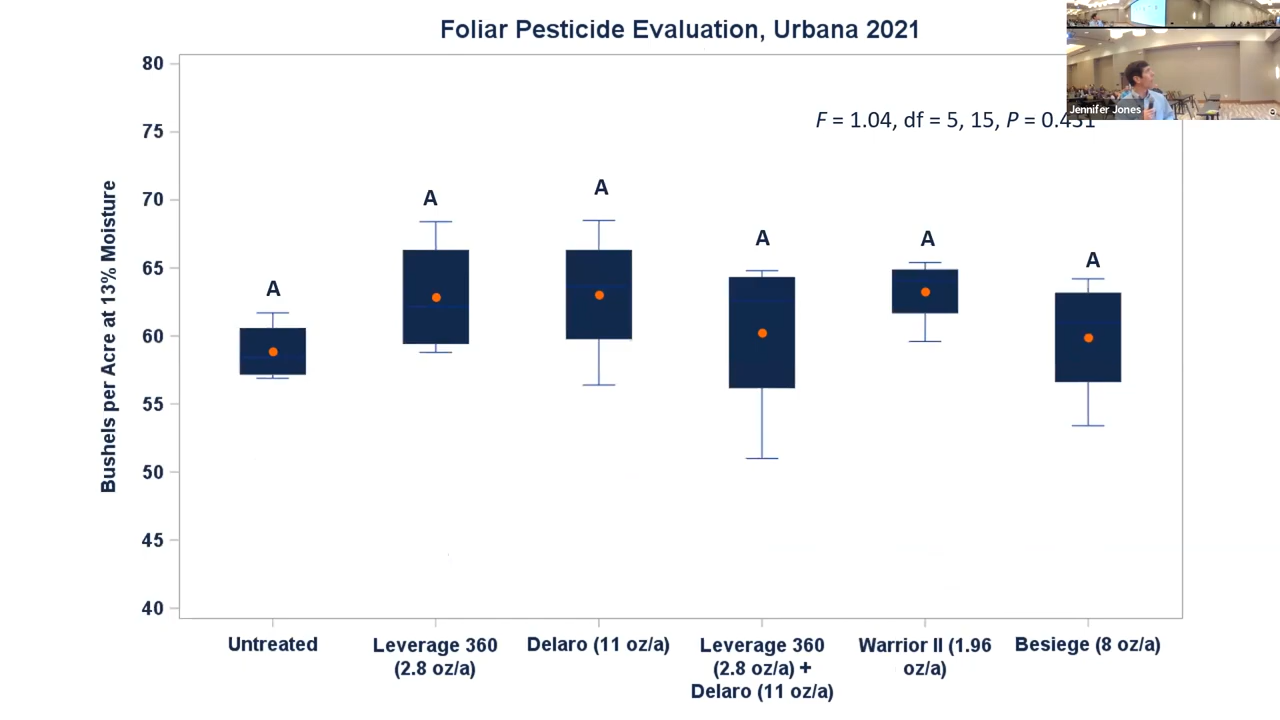 Foliar Pesticide Evaluation, Urbana 2021
Jennifer Jones
F = 1.04, df = 5, 15, P = 0.431
Bushels per Acre at 13% Moisture
80
75
70
65
60
55
50
45
40
A
A
A
A
A
A
Untreated
Leverage 360
(2.8 oz/a)
Delaro (11 oz/a)
Leverage 360
(2.8 oz/a) +
Delaro (11 oz/a)
Warrior II (1.96
oz/a)
Besiege (8 oz/a)